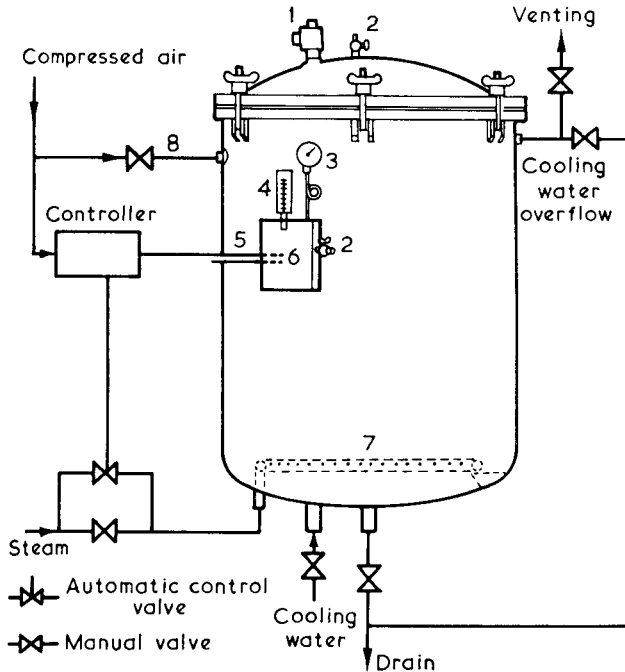 1
2
Venting
Compressed air
8
3
4
Cooling
water
overflow
Controller
5
6
2
7
Steam
Automatic control
valve
Cooling
water
Manual valve
Drain